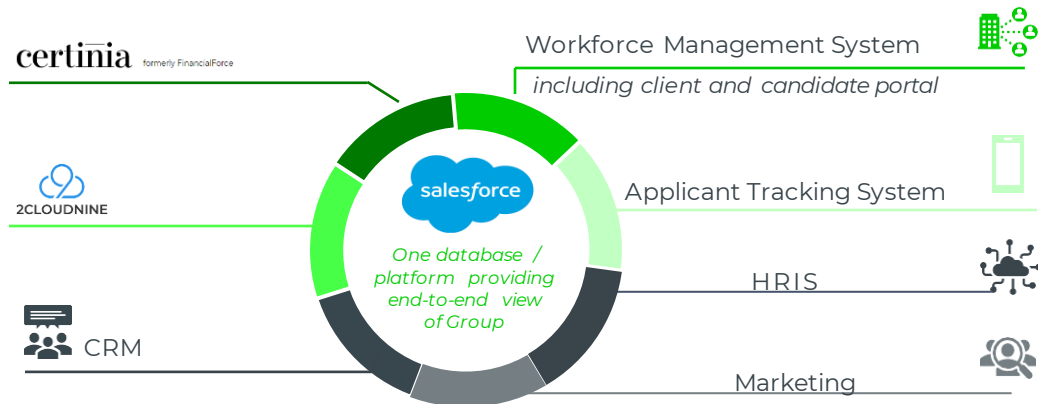 certinia formerly FinancialForce
Workforce Management System
including client and candidate portal
2CLOUDNINE
salesforce
Applicant Tracking System
One database /
platform providing
end-to-end view
of Group
HRIS
CRM
Marketing